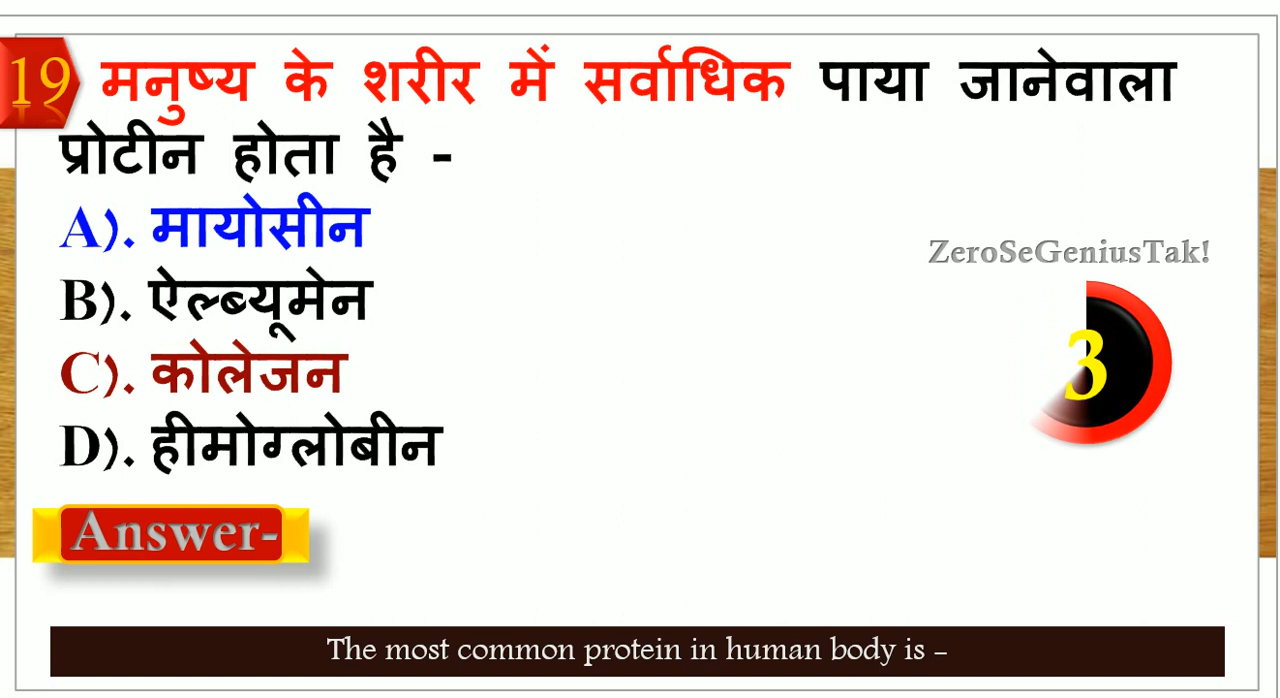 19 मनुष्य के शरीर में सर्वाधिक पाया जानेवाला
प्रोटीन होता है -
A). मायोसीन
B). ऐल्ब्यूमेन
C). कोलेजन
D). हीमोग्लोबीन
ZeroSeGeniusTak!
3
Answer-
The most common protein in human body is –